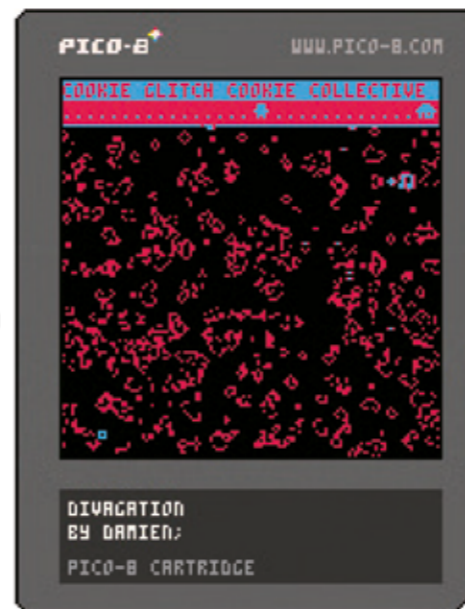 PICO-8
WWW.PICO-8.COM
COOKIE GLITCH COOKIE COLLECTIVE
DIVAGATION
BY DAMIEN;
PICO-8 CARTRIDGE